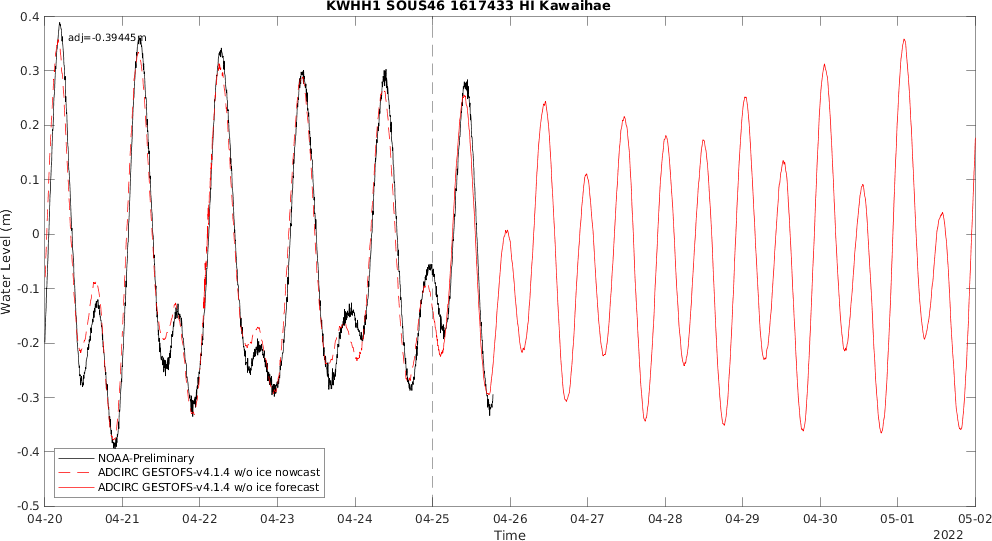 KWHH1 SOUS46 1617433 HI Kawaihae
adj=-0.39445m
0.4
0.3
0.2
0.1
0
-0.1
-0.2
-0.3
-0.4
-0.5
Water Level (m)
NOAA-Preliminary
ADCIRC GESTOFS-v4.1.4 w/o ice nowcast
ADCIRC GESTOFS-v4.1.4 w/o ice forecast
04-20 04-21 04-22 04-23 04-24 04-25 04-26 04-27 04-28 04-29 04-30 05-01 05-02
Time
2022